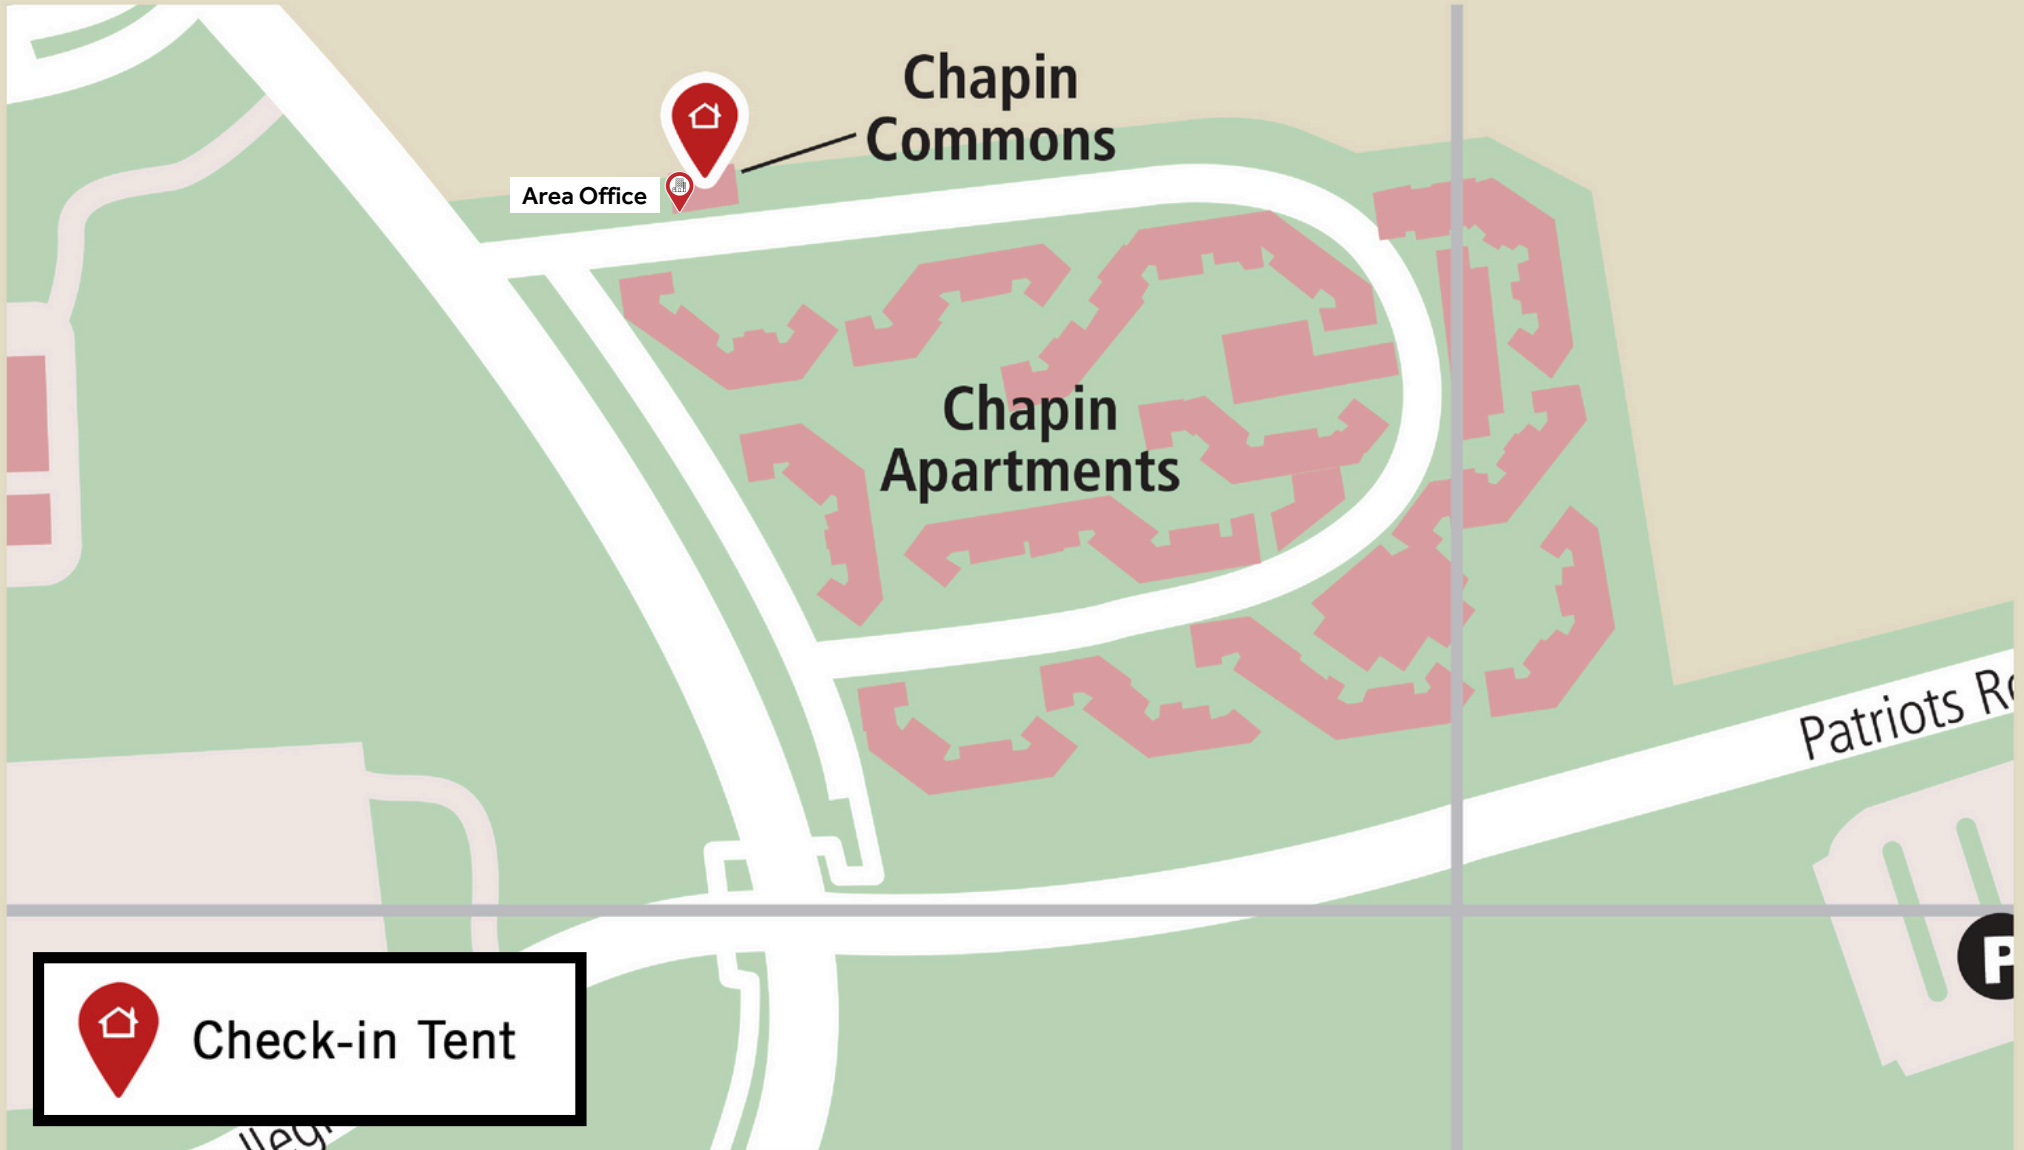 Chapin
Commons
Area Office
Chapin
Apartments
Patriots
P
Check-in Tent